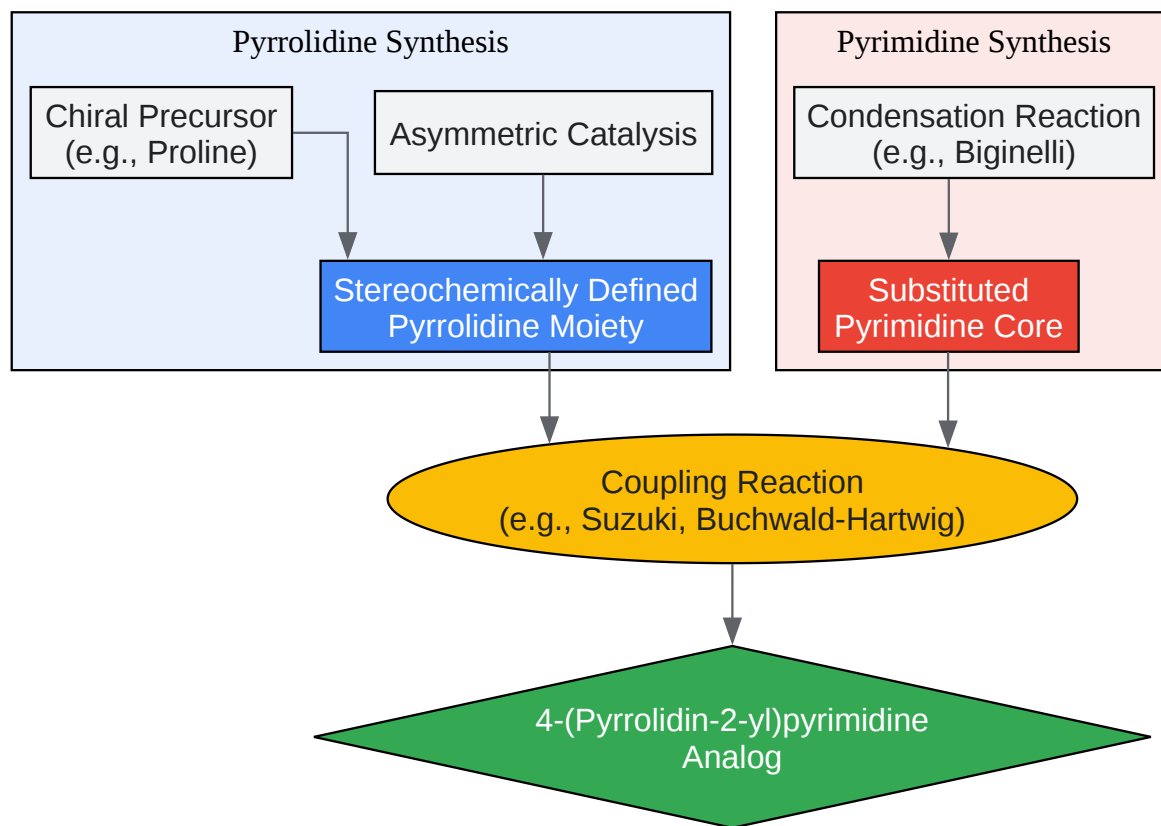 Pyrrolidine Synthesis
Chiral Precursor
(e.g., Proline)
Asymmetric Catalysis
Stereochemically Defined
Pyrrolidine Moiety
Pyrimidine Synthesis
Condensation Reaction
(e.g., Biginelli)
Substituted
Pyrimidine Core
Coupling Reaction
(e.g., Suzuki, Buchwald-Hartwig)
4-(Pyrrolidin-2-yl)pyrimidine
Analog